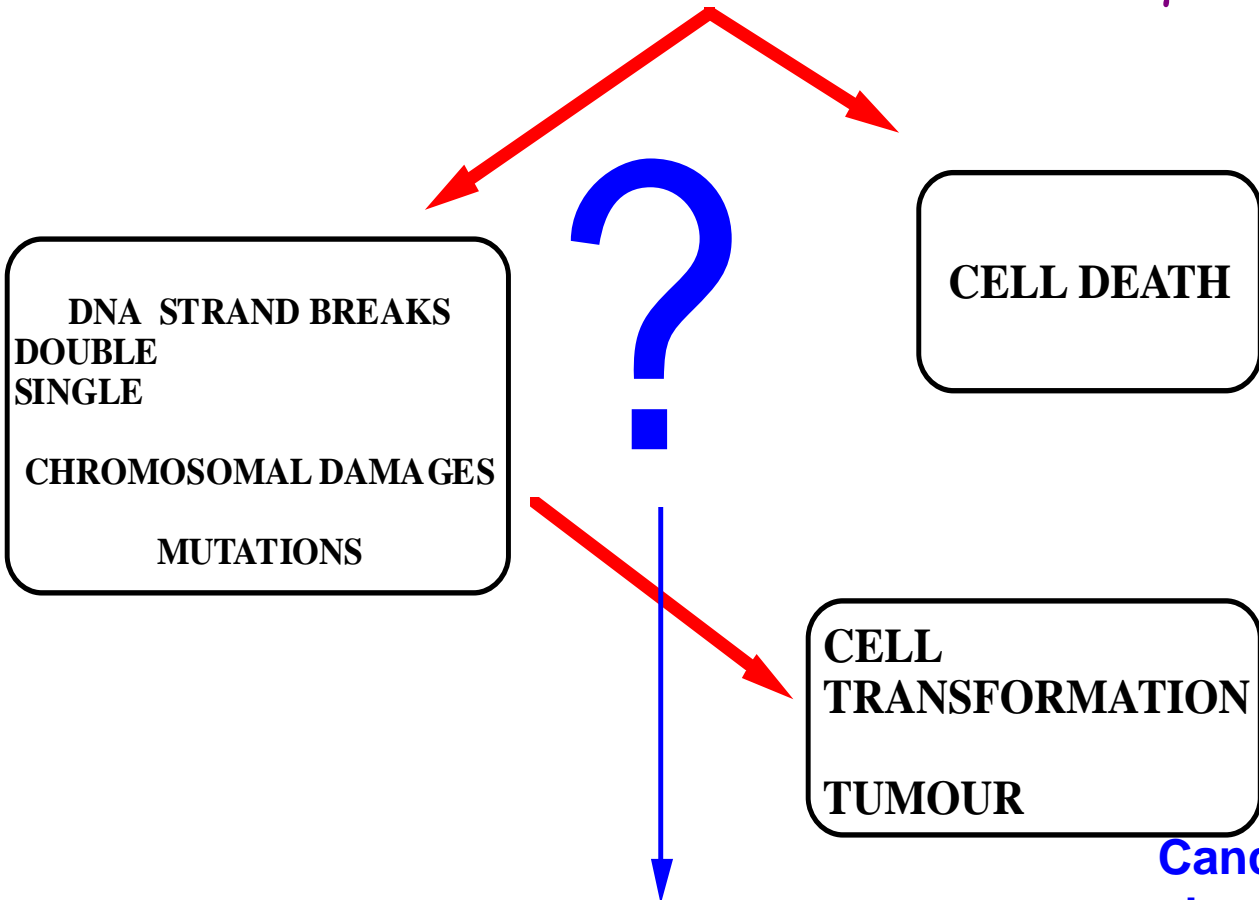 ?
CELL DEATH
DNA STRAND BREAKS
DOUBLE
SINGLE
CHROMOSOMAL DAMAGES
MUTATIONS
CELL
TRANSFORMATION
TUMOUR